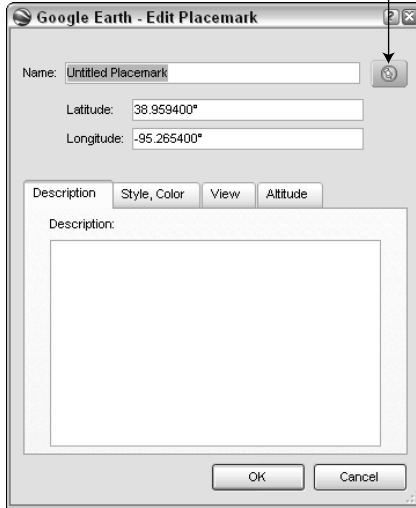 Google Earth - Edit Placemark
Name: Untitled Placemark
Latitude: 38.959400°
Longitude: -95.265400°
Description Style, Color View Altitude
Description:
OK Cancel